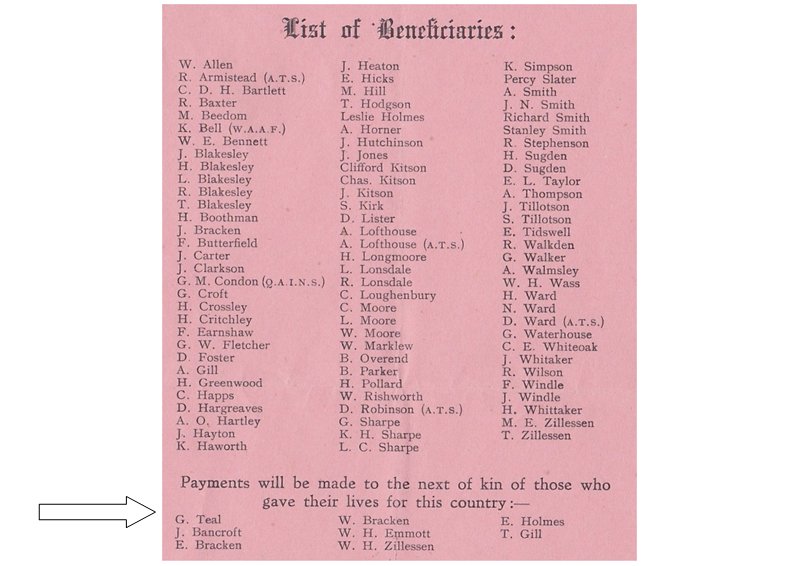 List of Beneficiaries:
W. Allen
R. Armistead (A.T.S.)
C. D. H. Bartlett
R. Baxter
M. Beedom
K. Bell (W.A.A.F.)
W. E. Bennett
J. Blakesley
H. Blakesley
L. Blakesley
R. Blakesley
T. Blakesley
H. Boothman
J. Bracken
F. Butterfield
J. Carter
J. Clarkson
G. M. Condon (Q.A.I.N.S.)
G. Croft
H. Crossley
H. Critchley
F. Earnshaw
G. W. Fletcher
D. Foster
A. Gill
H. Greenwood
C. Happs
D. Hargreaves
A. O. Hartley
J. Hayton
K. Haworth
J. Heaton
E. Hicks
M. Hill
T. Hodgson
Leslie Holmes
A. Horner
J. Hutchinson
J. Jones
Clifford Kitson
Chas. Kitson
J. Kitson
S. Kirk
D. Lister
A. Lofthouse
A. Lofthouse (A.T.S.)
H. Longmoore
L. Lonsdale
R. Lonsdale
C. Loughenbury
C. Moore
L. Moore
W. Moore
W. Marklew
B. Overend
B. Parker
H. Pollard
W. Rishworth
D. Robinson (A.T.S.)
G. Sharpe
K. H. Sharpe
L. C. Sharpe
K. Simpson
Percy Slater
A. Smith
J. N. Smith
Richard Smith
Stanley Smith
R. Stephenson
H. Sugden
D. Sugden
E. L. Taylor
A. Thompson
J. Tillotson
S. Tillotson
E. Tidswell
R. Walkden
G. Walker
A. Walmsley
W. H. Wass
H. Ward
N. Ward
D. Ward (A.T.S.)
G. Waterhouse
C. E. Whiteoak
J. Whitaker
R. Wilson
F. Windle
J. Windle
H. Whittaker
M. E. Zillessen
T. Zillessen
Payments will be made to the next of kin of those who
gave their lives for this country:—
G. Teal
J. Bancroft
E. Bracken
W. Bracken
W. H. Emmott
W. H. Zillessen
E. Holmes
T. Gill